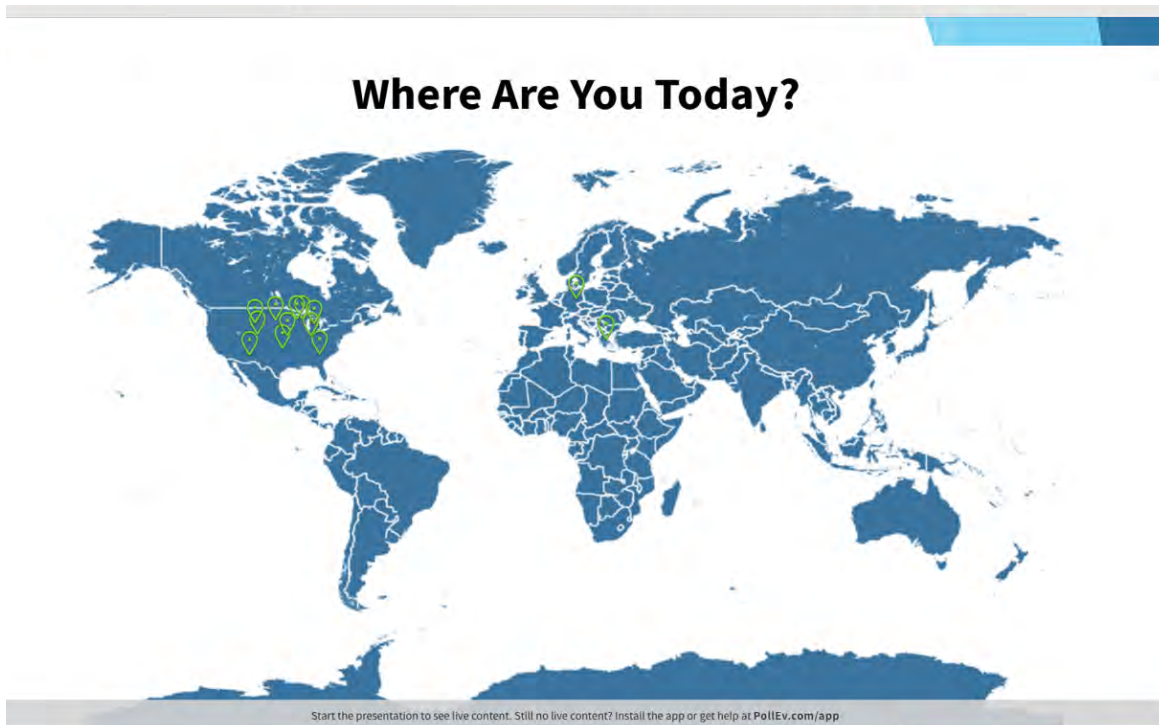 Where Are You Today?
Start the presentation to see live content. Still no live content? Install the app or get help at PollEv.com/app